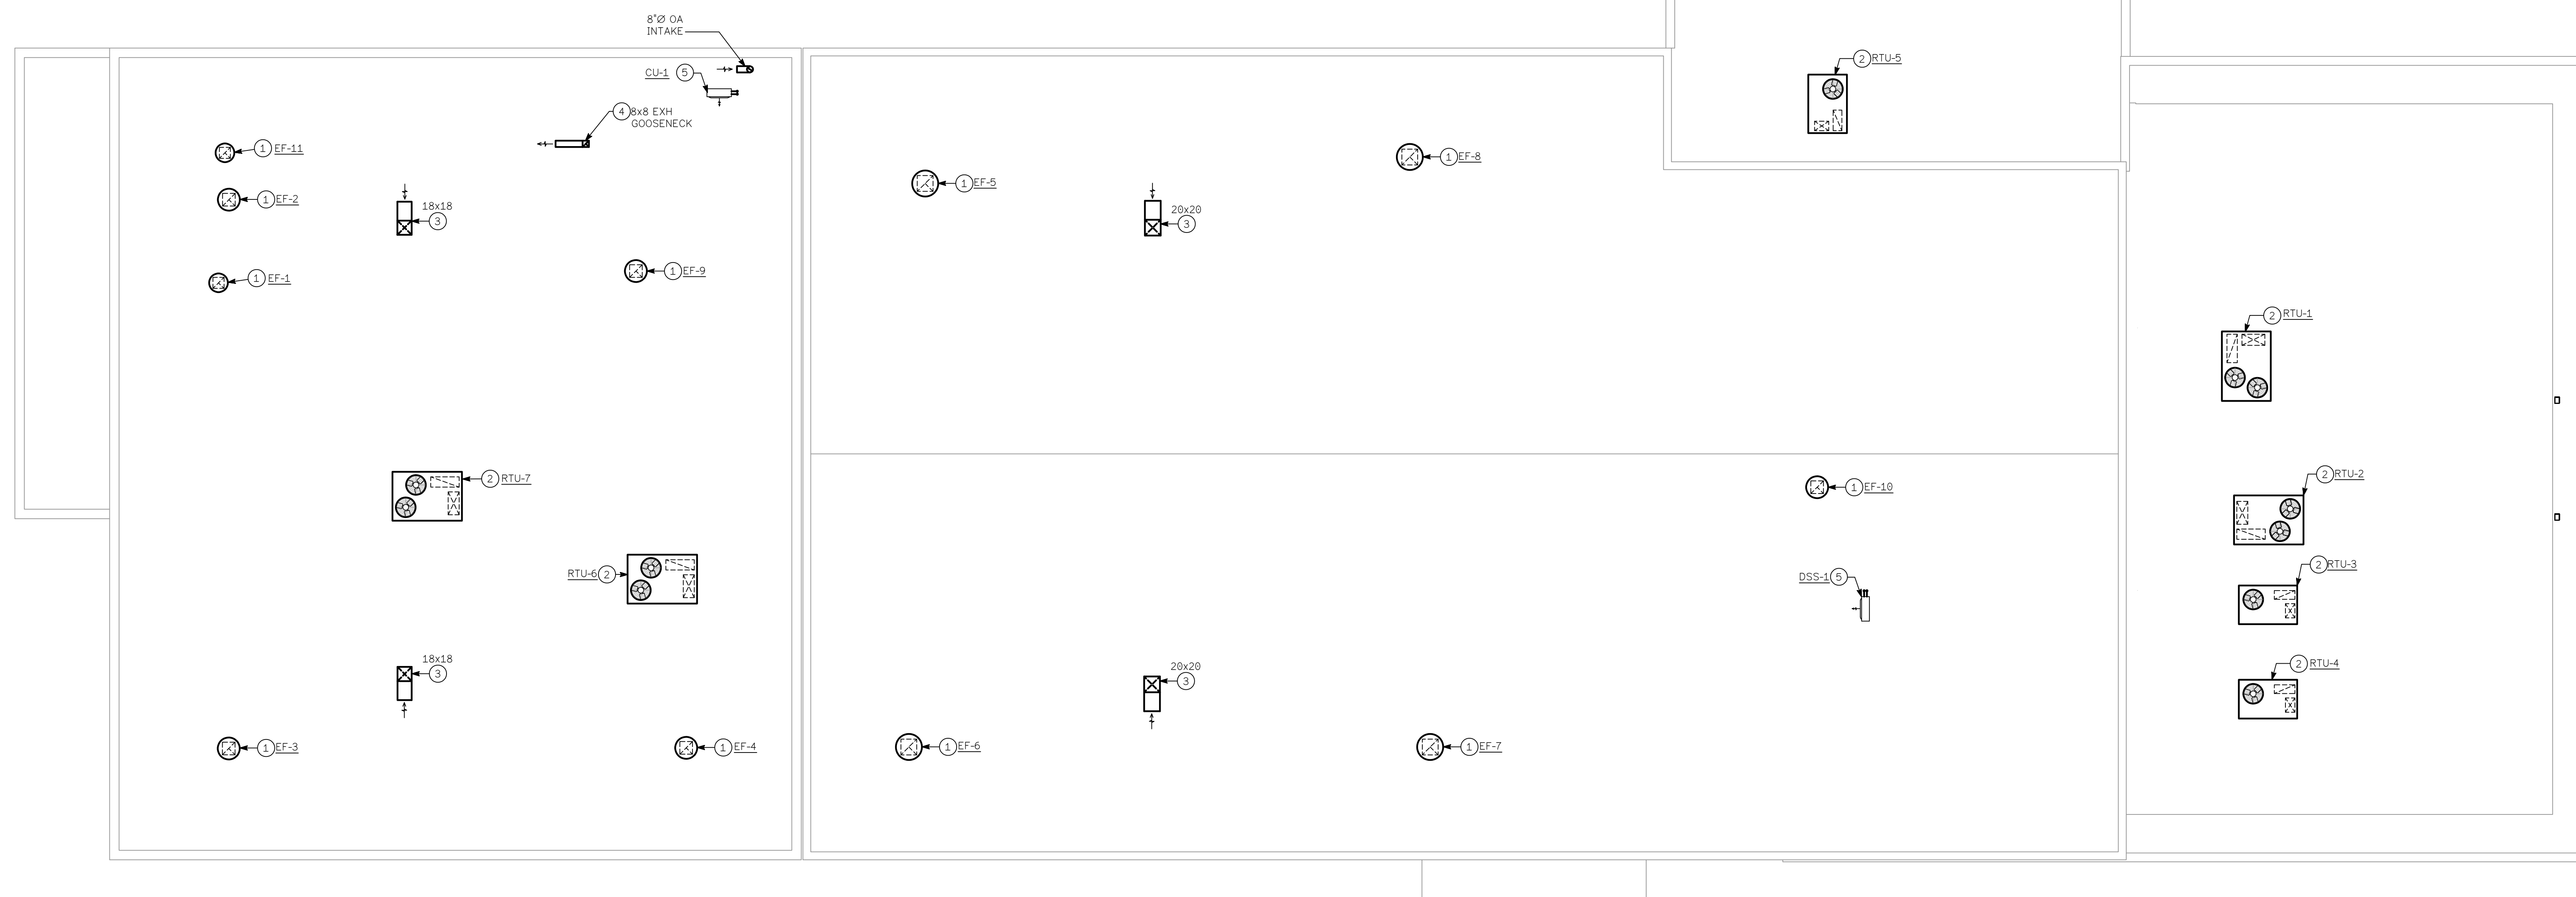 8"Ø OA
INTAKE
CU-1 5
4 8x8 EXH
GOOSENECK
1 EF-11
1 EF-2
18x18
3
1 EF-1
1 EF-9
2 RTU-7
RTU-6 2
18x18
3
1 EF-3
1 EF-4
1 EF-5
20x20
3
1 EF-8
2 RTU-5
1 EF-10
DSS-1 5
20x20
3
1 EF-6
1 EF-7
2 RTU-1
2 RTU-2
2 RTU-3
2 RTU-4